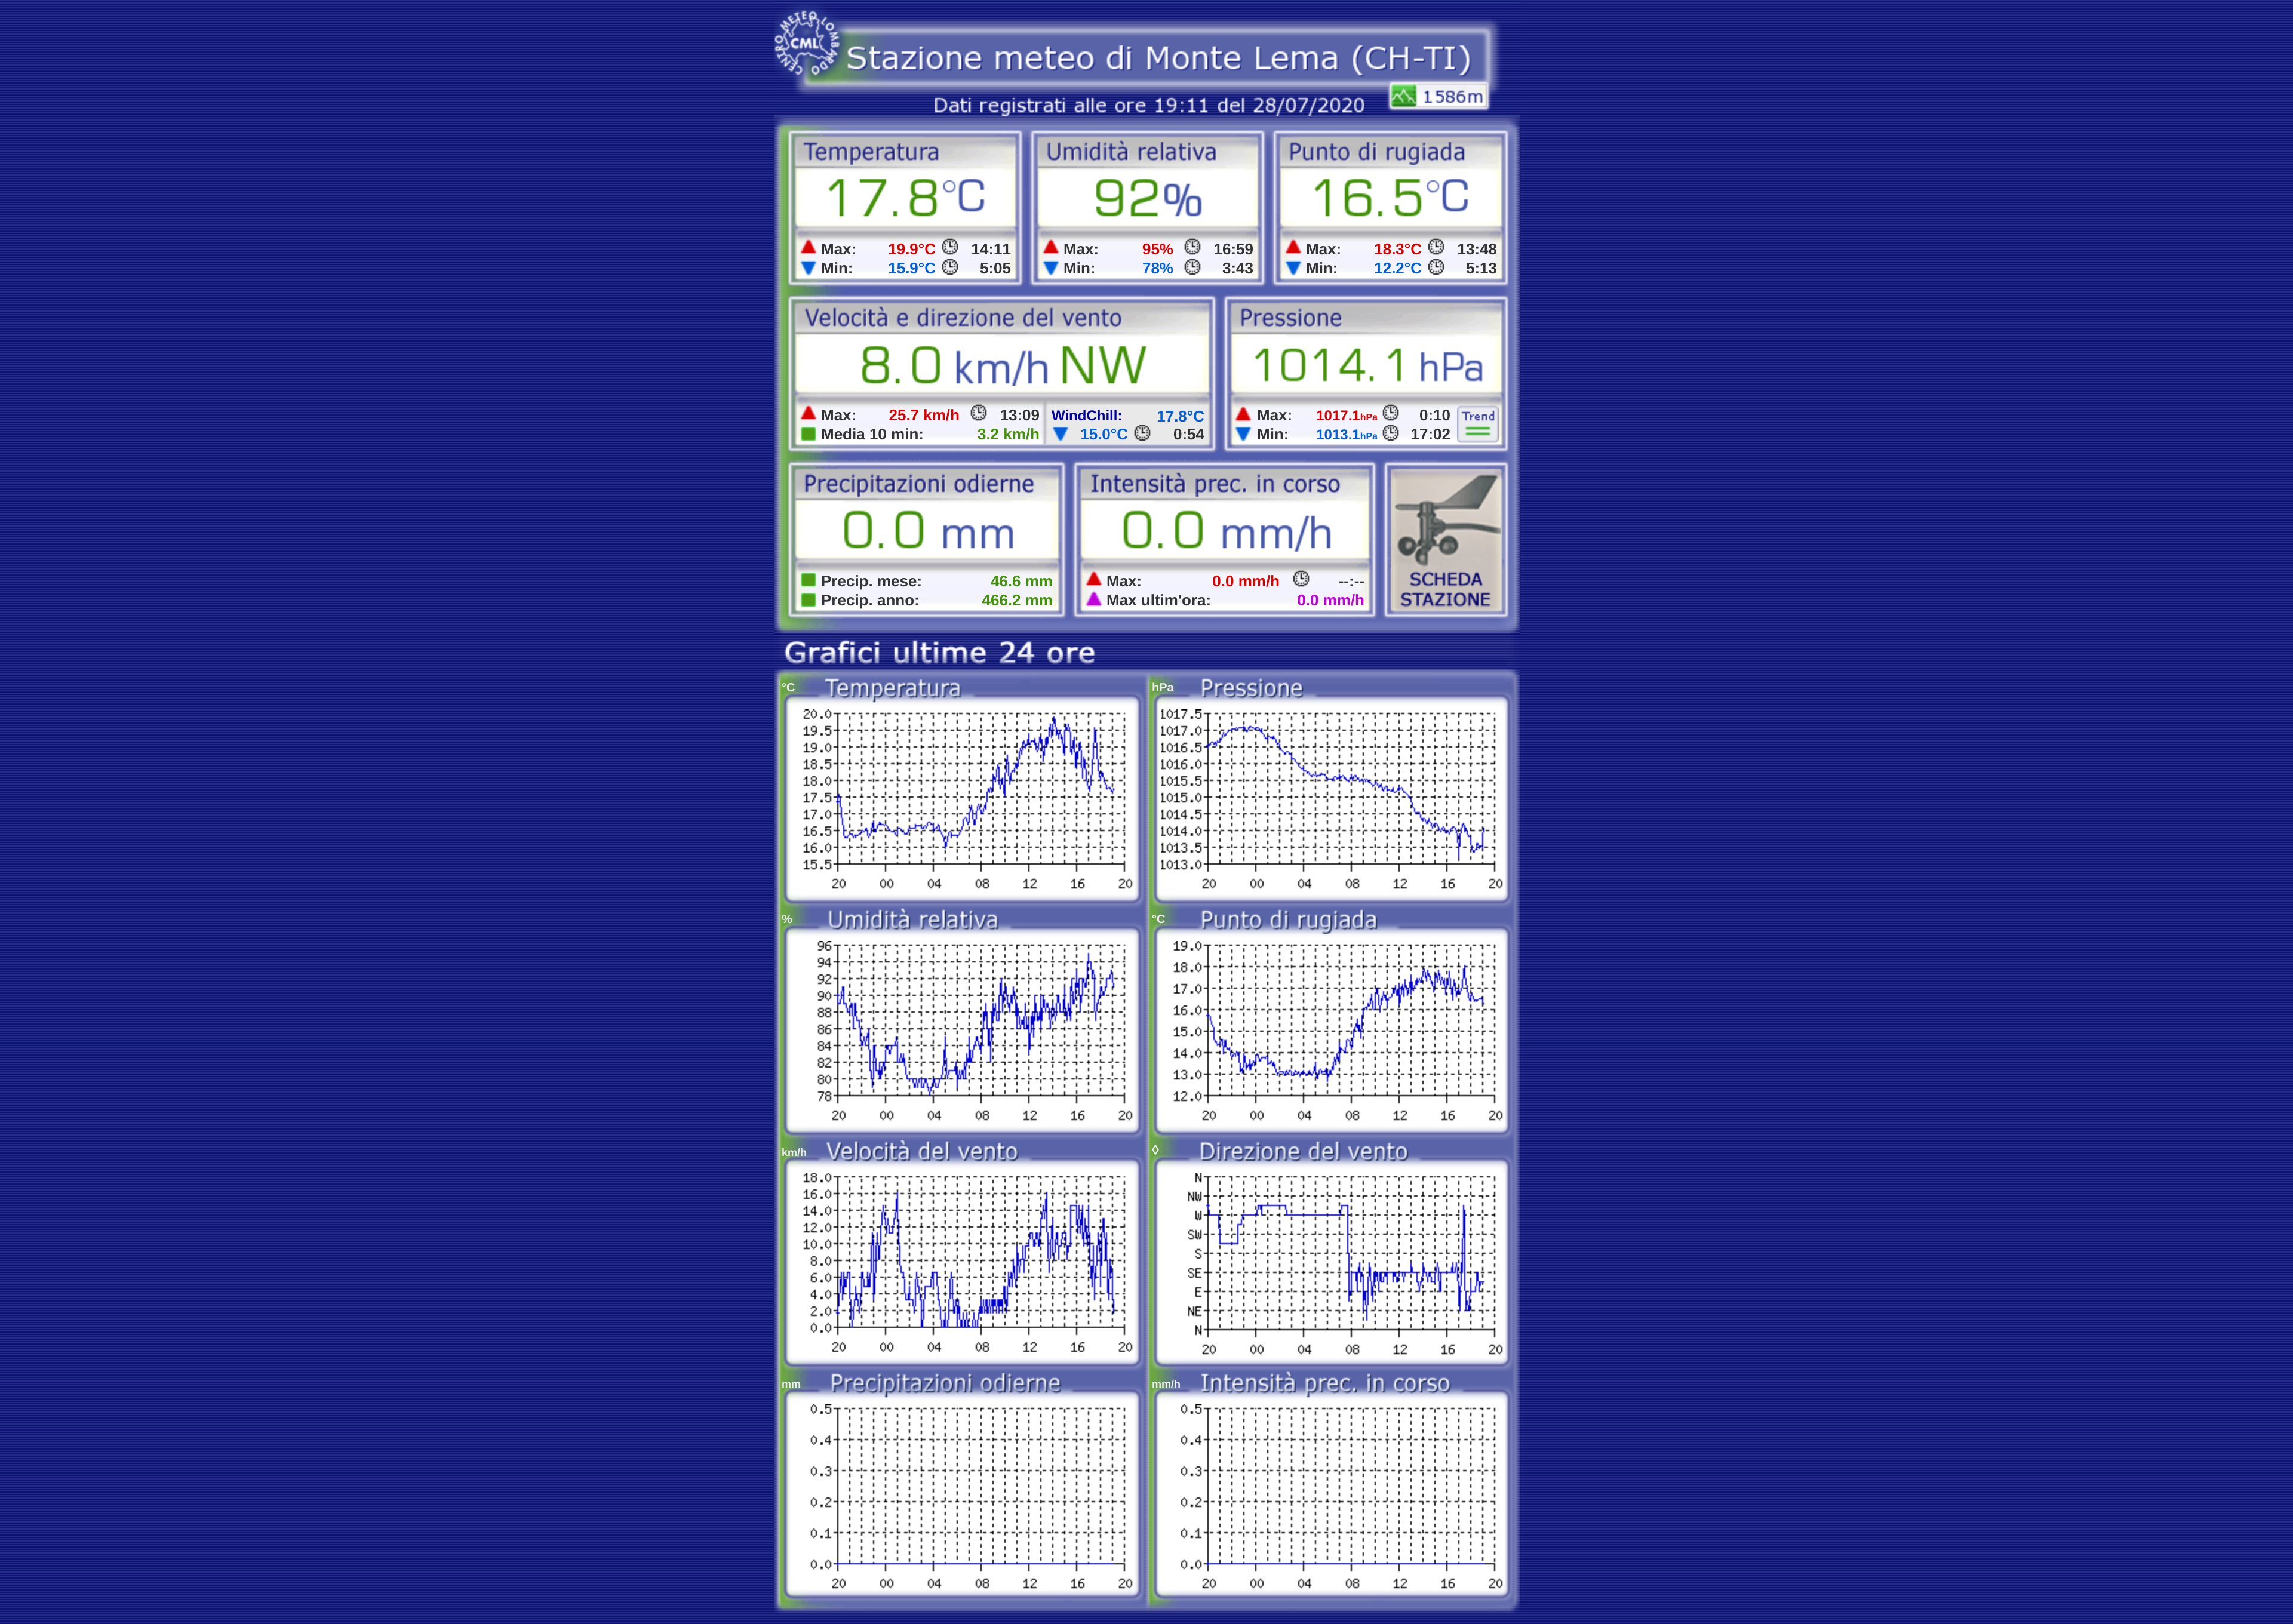 CENTRO METEO LOMBARDO
CML
Stazione meteo di Monte Lema (CH-TI)
1586m
Dati registrati alle ore 19:11 del 28/07/2020
Temperatura
17.8°C
Max: 19.9°C 14:11
Min: 15.9°C 5:05
Umidità relativa
92%
Max: 95% 16:59
Min: 78% 3:43
Punto di rugiada
16.5°C
Max: 18.3°C 13:48
Min: 12.2°C 5:13
Velocità e direzione del vento
8.0 km/h NW
Max: 25.7 km/h 13:09
Media 10 min: 3.2 km/h
WindChill: 17.8°C
15.0°C 0:54
Pressione
1014.1 hPa
Max: 1017.1hPa 0:10
Min: 1013.1hPa 17:02
Trend
Precipitazioni odierne
0.0 mm
Precip. mese: 46.6 mm
Precip. anno: 466.2 mm
Intensità prec. in corso
0.0 mm/h
Max: 0.0 mm/h --:--
Max ultim'ora: 0.0 mm/h
SCHEDA
STAZIONE
Grafici ultime 24 ore
°C Temperatura
20.0
19.5
19.0
18.5
18.0
17.5
17.0
16.5
16.0
15.5
20 00 04 08 12 16 20
hPa Pressione
1017.5
1017.0
1016.5
1016.0
1015.5
1015.0
1014.5
1014.0
1013.5
1013.0
20 00 04 08 12 16 20
% Umidità relativa
96
94
92
90
88
86
84
82
80
78
20 00 04 08 12 16 20
°C Punto di rugiada
19.0
18.0
17.0
16.0
15.0
14.0
13.0
12.0
20 00 04 08 12 16 20
km/h Velocità del vento
18.0
16.0
14.0
12.0
10.0
8.0
6.0
4.0
2.0
0.0
20 00 04 08 12 16 20
◊ Direzione del vento
N
NW
W
SW
S
SE
E
NE
N
20 00 04 08 12 16 20
mm Precipitazioni odierne
0.5
0.4
0.3
0.2
0.1
0.0
20 00 04 08 12 16 20
mm/h Intensità prec. in corso
0.5
0.4
0.3
0.2
0.1
0.0
20 00 04 08 12 16 20